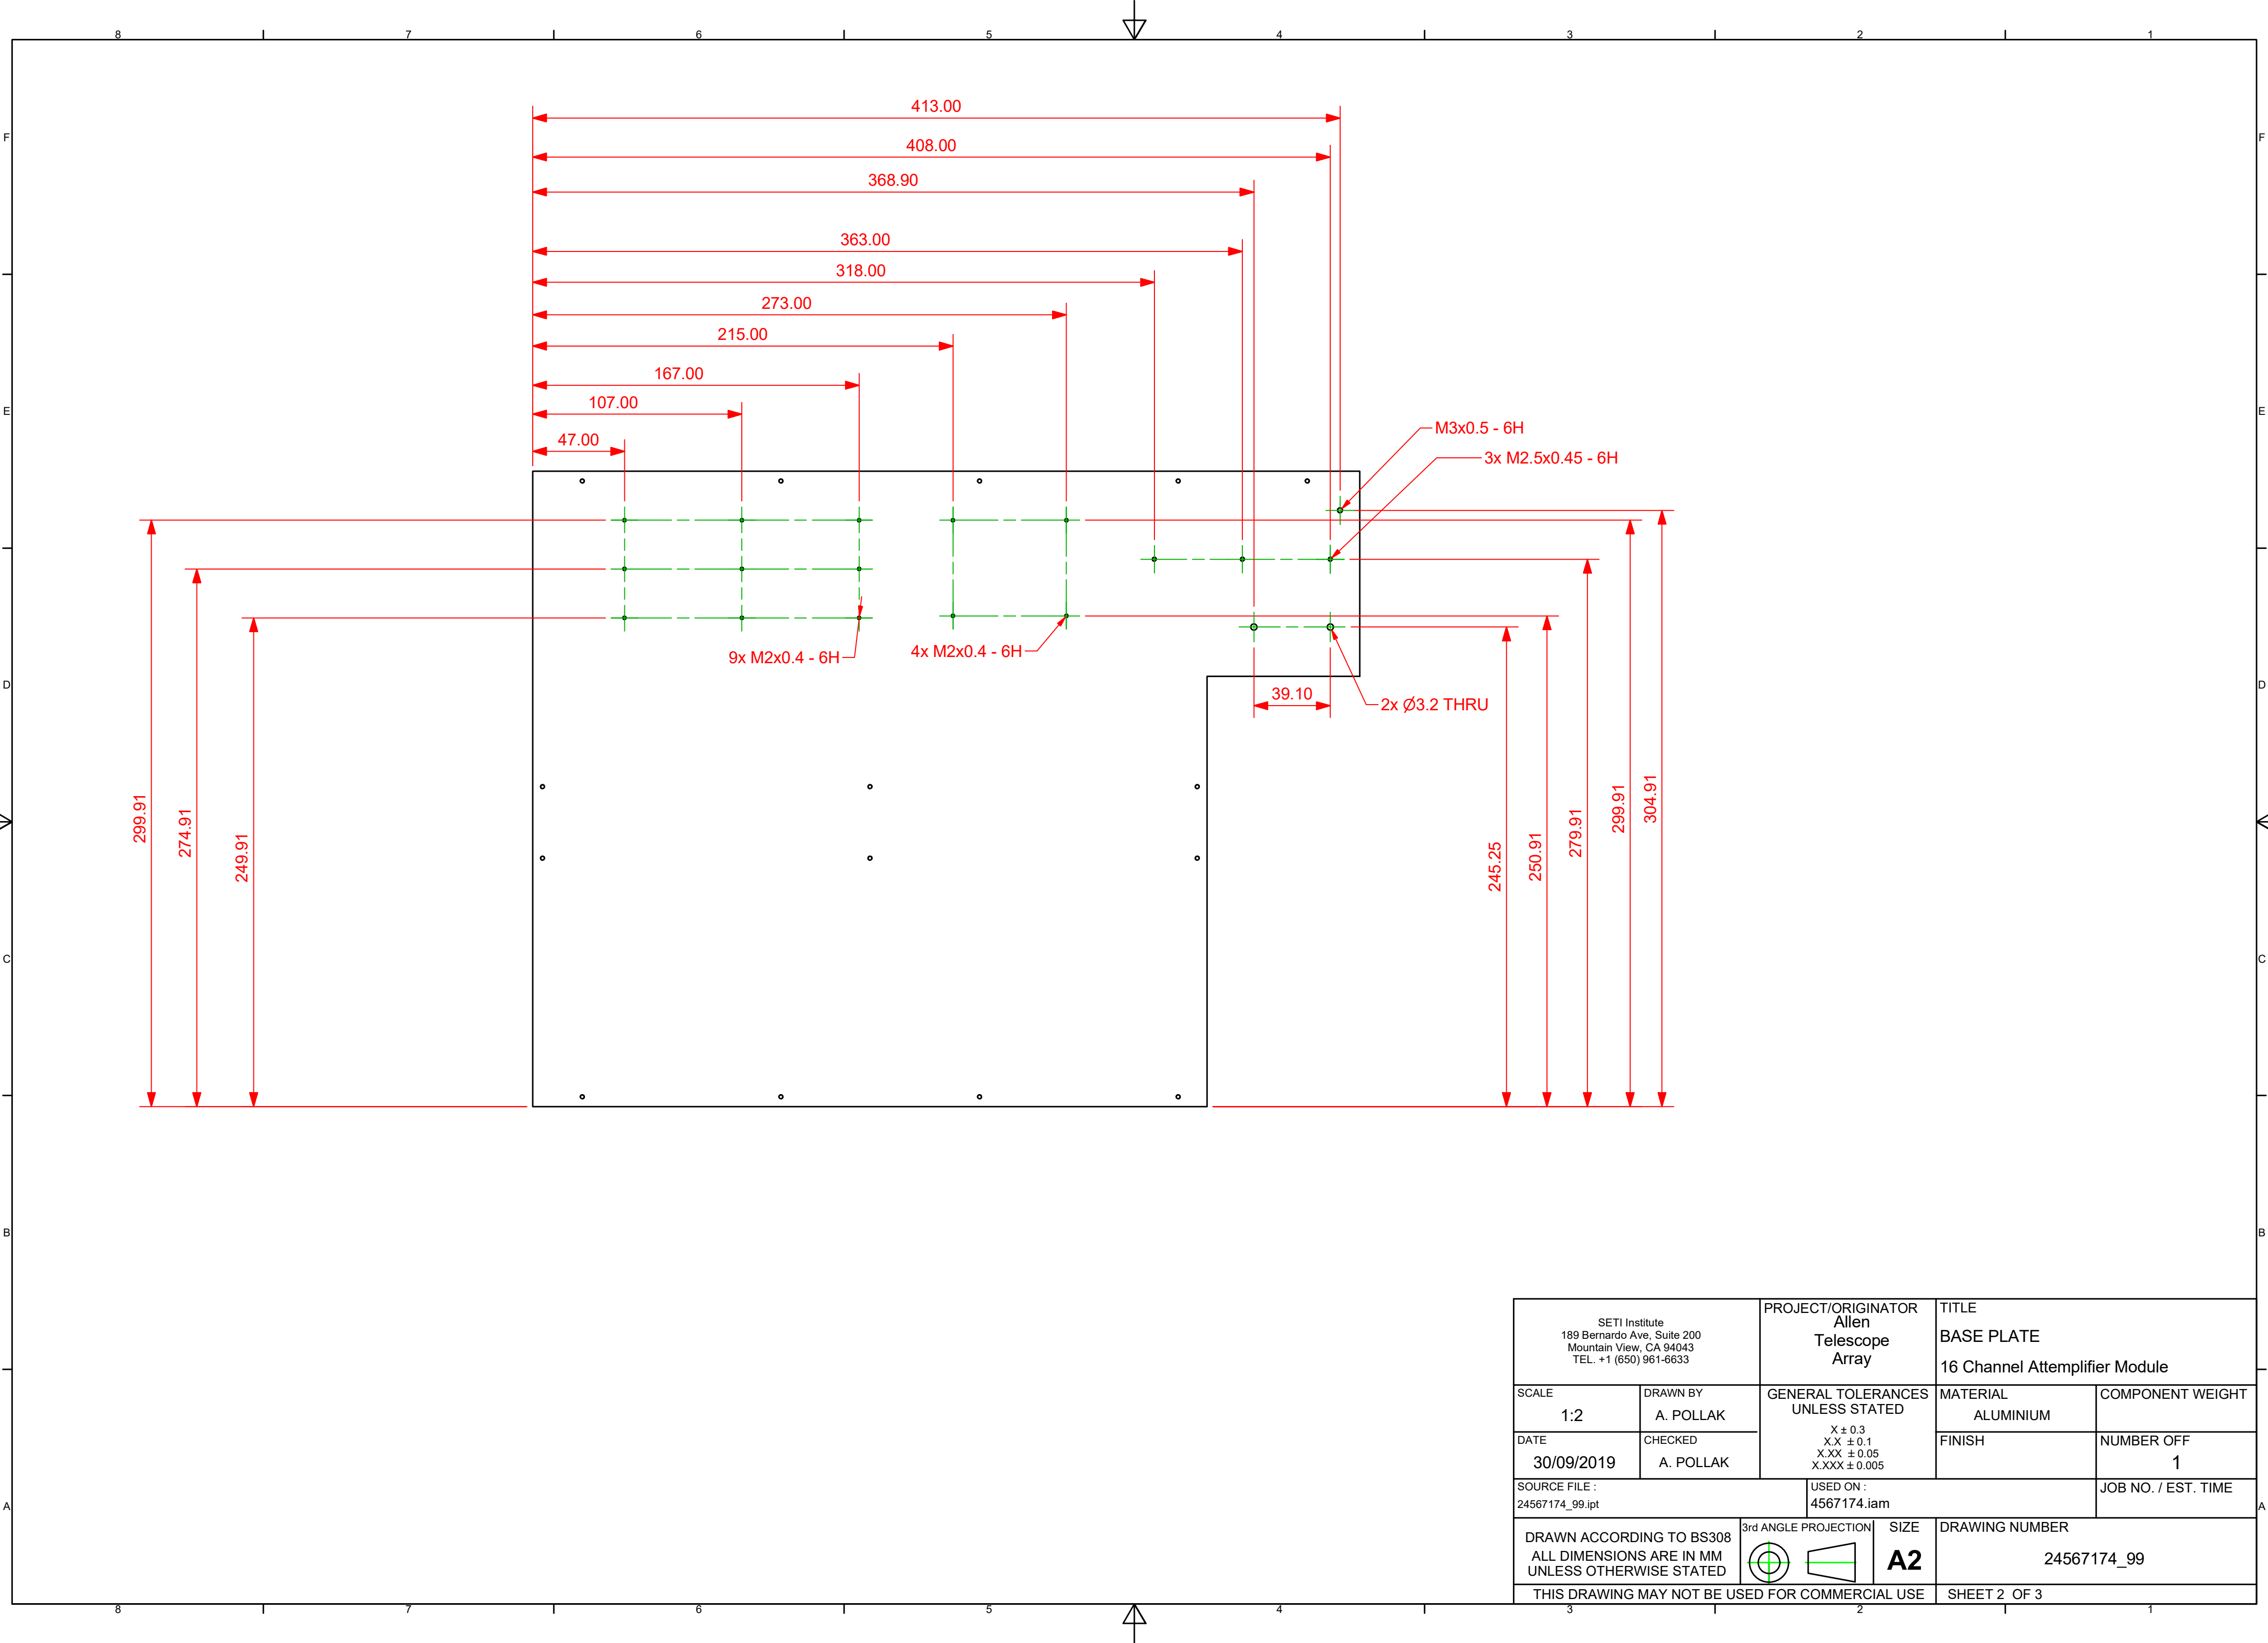 8 7 6 5 4 3 2 1
F F
E E
D D
C C
B B
A A
413.00
408.00
368.90
363.00
318.00
273.00
215.00
167.00
107.00
47.00
M3x0.5 - 6H
3x M2.5x0.45 - 6H
9x M2x0.4 - 6H
4x M2x0.4 - 6H
39.10
2x Ø3.2 THRU
299.91
274.91
249.91
245.25
250.91
279.91
299.91
304.91
SETI Institute
189 Bernardo Ave, Suite 200
Mountain View, CA 94043
TEL. +1 (650) 961-6633
PROJECT/ORIGINATOR
Allen
Telescope
Array
TITLE
BASE PLATE
16 Channel Attemplifier Module
SCALE
1:2
DRAWN BY
A. POLLAK
GENERAL TOLERANCES
UNLESS STATED
X ± 0.3
X.X ± 0.1
X.XX ± 0.05
X.XXX ± 0.005
MATERIAL
ALUMINIUM
COMPONENT WEIGHT
DATE
30/09/2019
CHECKED
A. POLLAK
FINISH
NUMBER OFF
1
SOURCE FILE :
24567174_99.ipt
USED ON :
4567174.iam
JOB NO. / EST. TIME
DRAWN ACCORDING TO BS308
ALL DIMENSIONS ARE IN MM
UNLESS OTHERWISE STATED
3rd ANGLE PROJECTION
SIZE
A2
DRAWING NUMBER
24567174_99
THIS DRAWING MAY NOT BE USED FOR COMMERCIAL USE
SHEET 2 OF 3
8 7 6 5 4 3 2 1